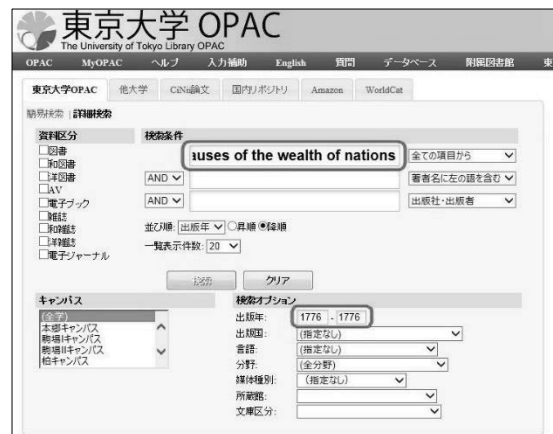 東京大学 OPAC
The University of Tokyo Library OPAC
OPAC MyOPAC ヘルプ 入力補助 English 質問 データベース 附属図書館 東
東京大学OPAC 他大学 CiNii論文 国内リポジトリ Amazon WorldCat
簡易検索 | 詳細検索
資料区分 検索条件
図書 auses of the wealth of nations 全ての項目から
和図書
洋図書 AND 著者名に左の語を含む
AV
電子ブック AND 出版社・出版者
雑誌
和雑誌 並び順: 出版年 昇順 降順
洋雑誌 一覧表示件数: 20
電子ジャーナル
検索 クリア
キャンパス 検索オプション
(全学) 出版年: 1776 - 1776
本郷キャンパス 出版国: (指定なし)
駒場Iキャンパス 言語: (指定なし)
駒場IIキャンパス 分野: (全分野)
柏キャンパス 媒体種別: (指定なし)
所蔵館:
文庫区分: